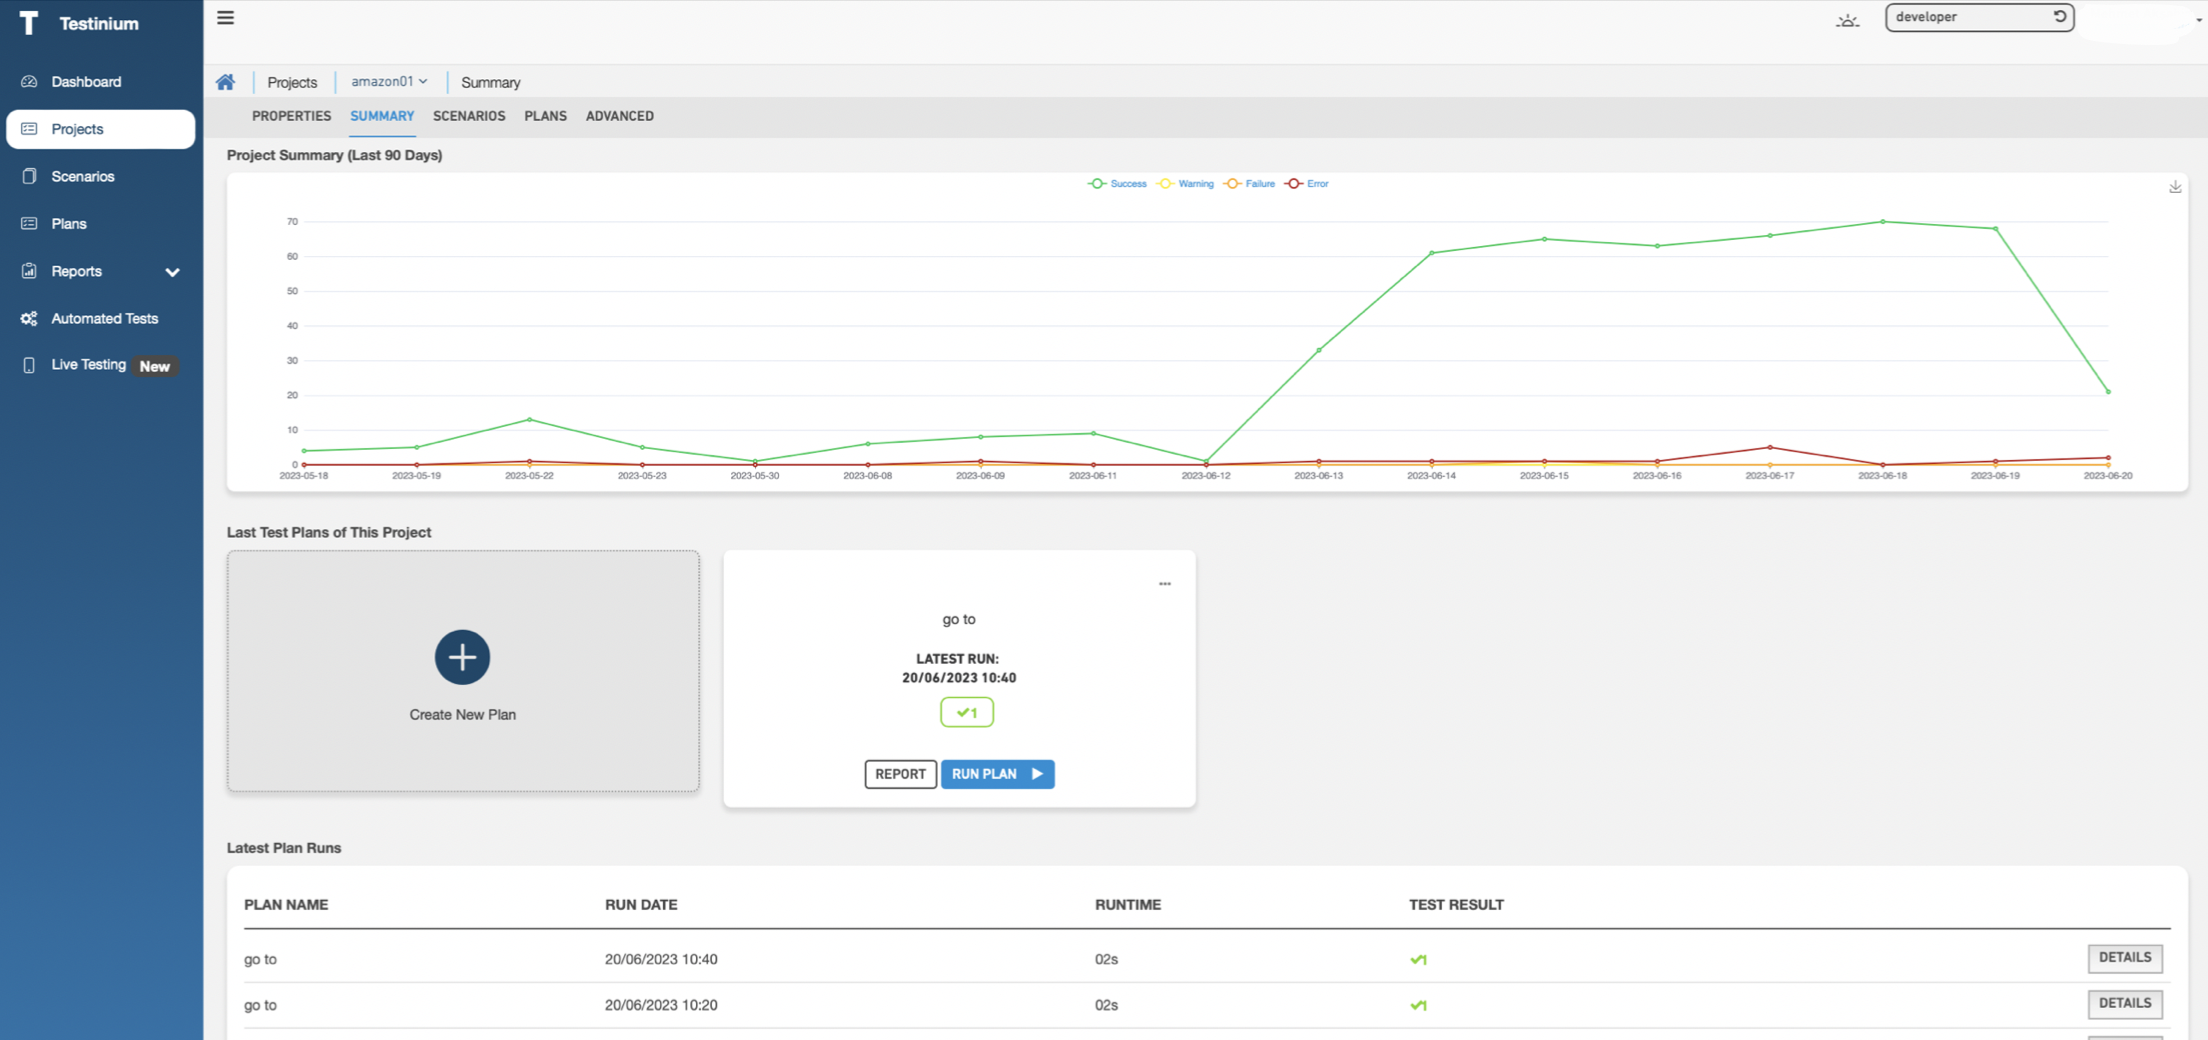 T Testinium
developer
Dashboard
Projects
Scenarios
Plans
Reports
Automated Tests
Live Testing New
Projects amazon01 Summary
PROPERTIES SUMMARY SCENARIOS PLANS ADVANCED
Project Summary (Last 90 Days)
Success Warning Failure Error
70
60
50
40
30
20
10
0
2023-05-18 2023-05-19 2023-05-22 2023-05-23 2023-05-30 2023-06-08 2023-06-09 2023-06-11 2023-06-12 2023-06-13 2023-06-14 2023-06-15 2023-06-16 2023-06-17 2023-06-18 2023-06-19 2023-06-20
Last Test Plans of This Project
Create New Plan
go to
LATEST RUN:
20/06/2023 10:40
1
REPORT RUN PLAN
Latest Plan Runs
PLAN NAME RUN DATE RUNTIME TEST RESULT
go to 20/06/2023 10:40 02s 1 DETAILS
go to 20/06/2023 10:20 02s 1 DETAILS